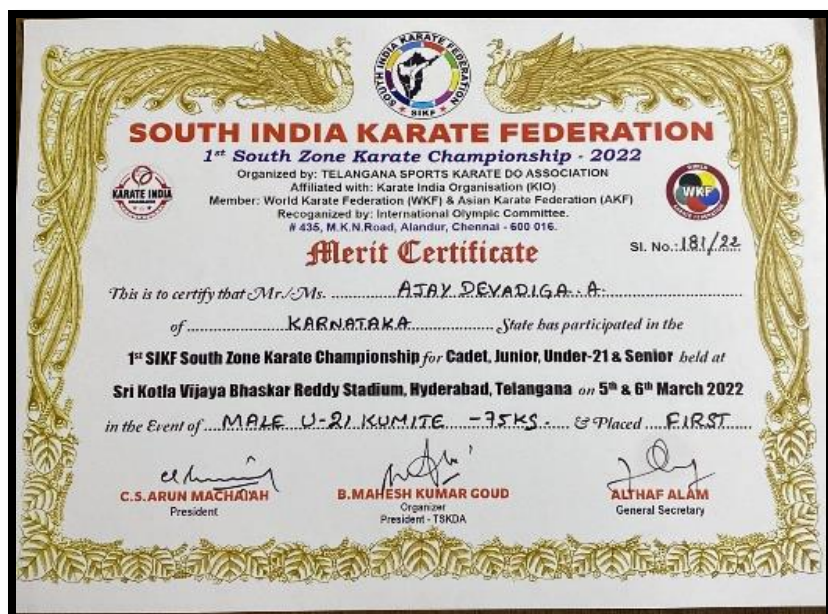 SOUTH INDIA KARATE FEDERATION
SIKF
SOUTH INDIA KARATE FEDERATION
1st South Zone Karate Championship - 2022
Organized by: TELANGANA SPORTS KARATE DO ASSOCIATION
Affiliated with: Karate India Organisation (KIO)
Member: World Karate Federation (WKF) & Asian Karate Federation (AKF)
Recoganized by: International Olympic Committee.
# 435, M.K.N.Road, Alandur, Chennai - 600 016.
KARATE INDIA
WORLD
WKF
KARATE FEDERATION
Merit Certificate
Sl. No.: 181/22
This is to certify that Mr./Ms. AJAY DEVADIGA. A.
of KARNATAKA State has participated in the
1st SIKF South Zone Karate Championship for Cadet, Junior, Under-21 & Senior held at
Sri Kotla Vijaya Bhaskar Reddy Stadium, Hyderabad, Telangana on 5th & 6th March 2022
in the Event of MALE U-21 KUMITE -75KS. & Placed FIRST
C.S.ARUN MACHAIAH
President
B.MAHESH KUMAR GOUD
Organizer
President - TSKDA
ALTHAF ALAM
General Secretary